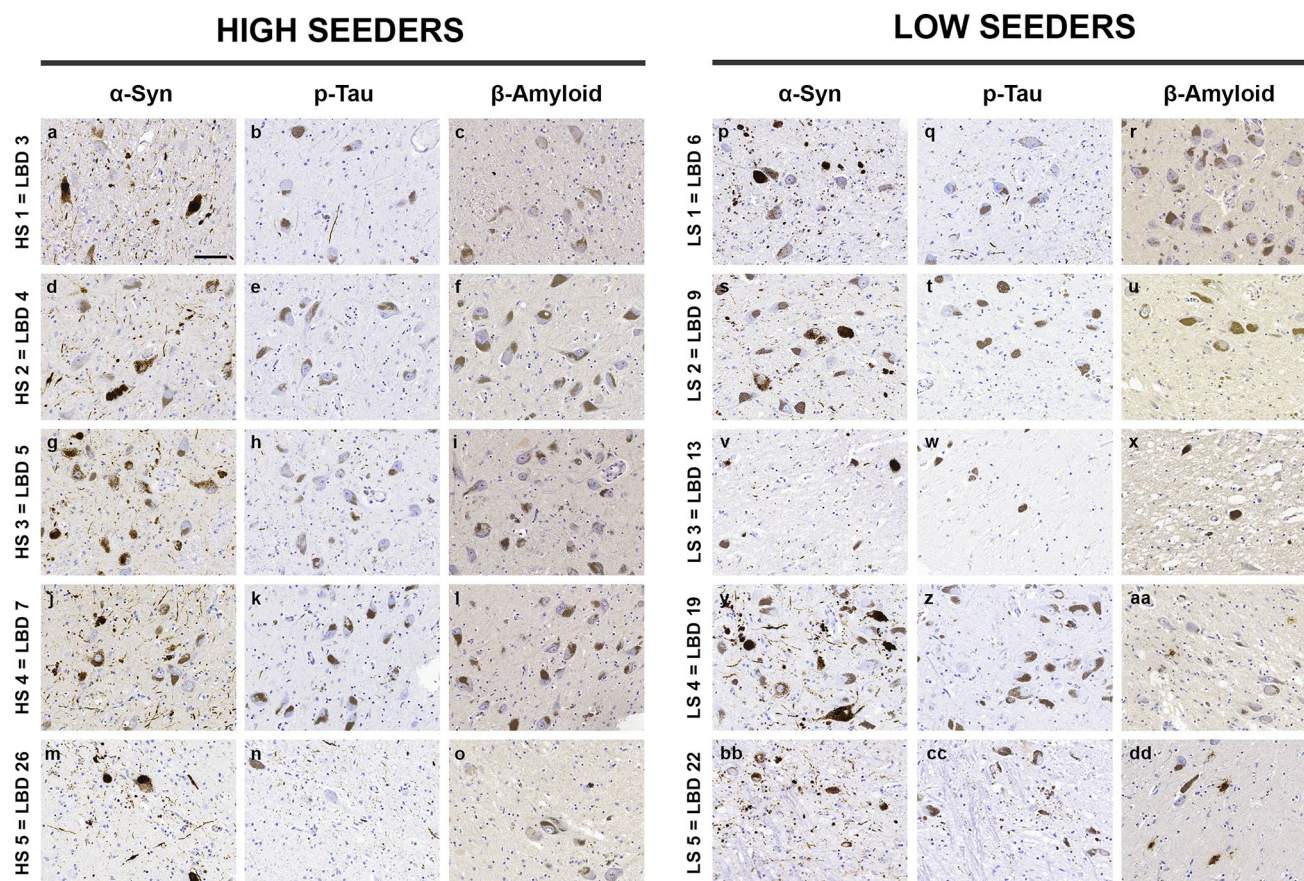 HIGH SEEDERS
α-Syn p-Tau β-Amyloid
HS 1 = LBD 3
a b c
HS 2 = LBD 4
d e f
HS 3 = LBD 5
g h i
HS 4 = LBD 7
j k l
HS 5 = LBD 26
m n o
LOW SEEDERS
α-Syn p-Tau β-Amyloid
LS 1 = LBD 6
p q r
LS 2 = LBD 9
s t u
LS 3 = LBD 13
v w x
LS 4 = LBD 19
y z aa
LS 5 = LBD 22
bb cc dd